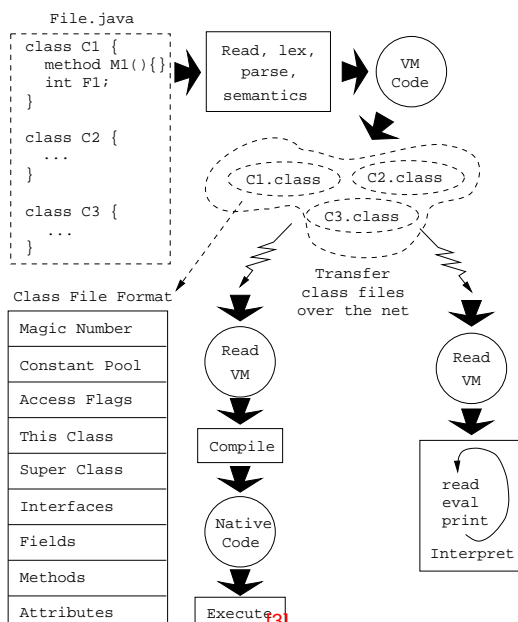 File.java
class C1 {
method M1(){}
int F1;
}
class C2 {
...
}
class C3 {
...
}
Read, lex,
parse,
semantics
VM
Code
C1.class
C2.class
C3.class
Transfer
class files
over the net
Class File Format
Magic Number
Constant Pool
Access Flags
This Class
Super Class
Interfaces
Fields
Methods
Attributes
Read
VM
Compile
Native
Code
Execute
[3]
Read
VM
read
eval
print
Interpret